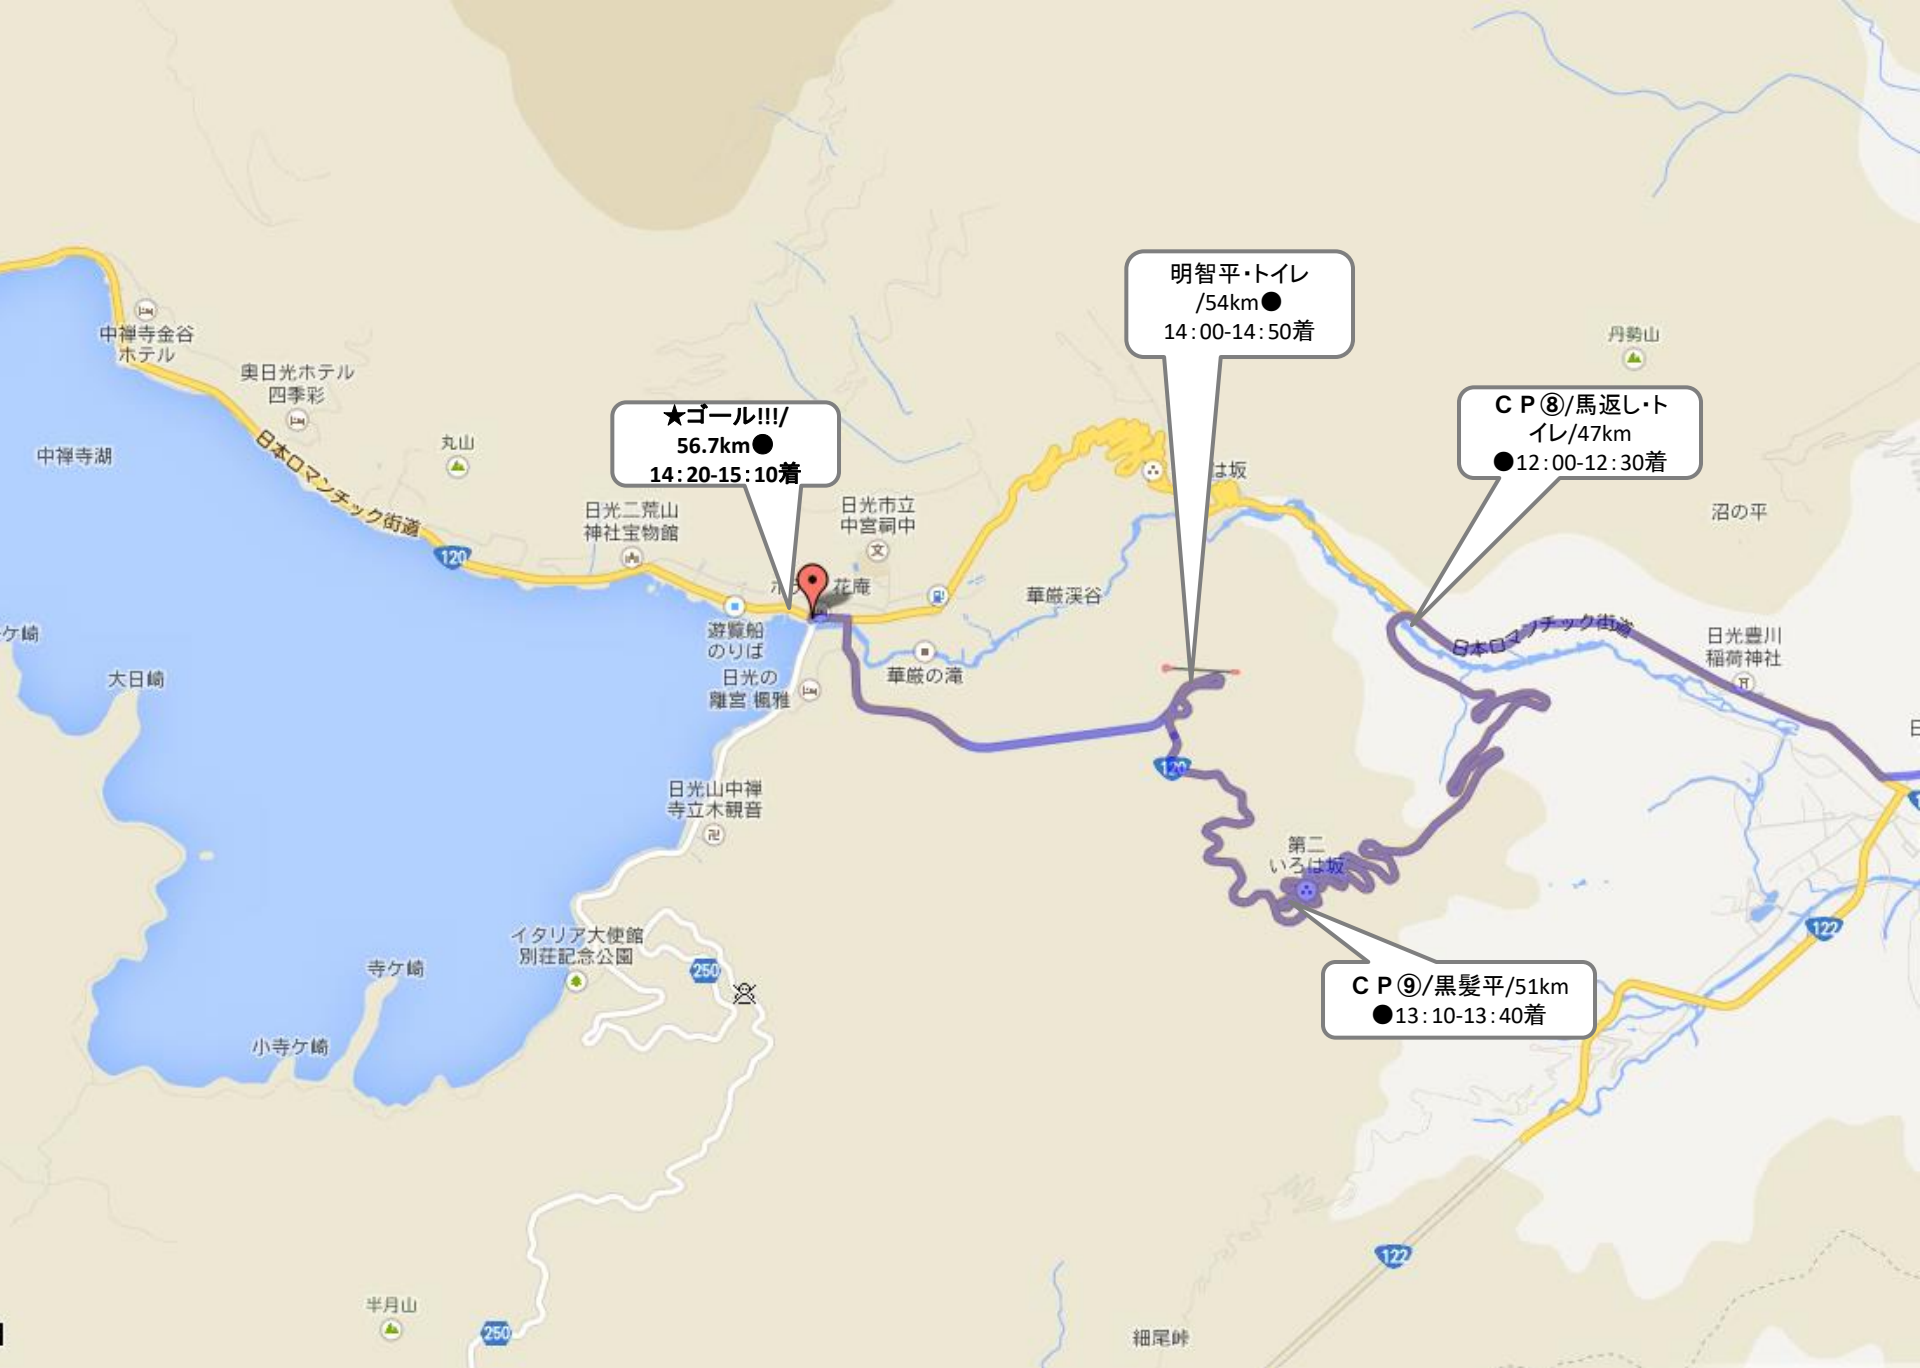 明智平・トイレ
/54km●
14:00-14:50着
丹勢山
中禅寺金谷
ホテル
奥日光ホテル
四季彩
ＣＰ⑧/馬返し・ト
イレ/47km
●12:00-12:30着
★ゴール!!!/
56.7km●
14:20-15:10着
中禅寺湖
丸山
日本ロマンチック街道
は坂
日光二荒山
神社宝物館
日光市立
中宮祠中
文
沼の平
120
花庵
華厳渓谷
遊覧船
のりば
華厳の滝
日本ロマンチック街道
日光豊川
稲荷神社
ケ崎
大日崎
日光の
離宮 楓雅
120
日光山中禅
寺立木観音
第二
いろは坂
122
イタリア大使館
別荘記念公園
250
寺ケ崎
ＣＰ⑨/黒髪平/51km
●13:10-13:40着
小寺ケ崎
122
半月山
250
細尾峠